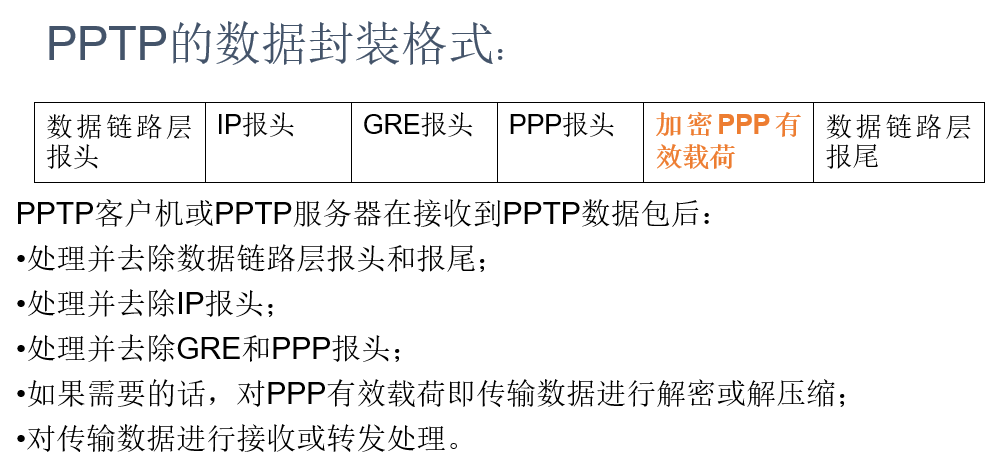 PPTP的数据封装格式：
数据链路层报头
IP报头
GRE报头
PPP报头
加密PPP有效载荷
数据链路层报尾
PPTP客户机或PPTP服务器在接收到PPTP数据包后：
•处理并去除数据链路层报头和报尾；
•处理并去除IP报头；
•处理并去除GRE和PPP报头；
•如果需要的话，对PPP有效载荷即传输数据进行解密或解压缩；
•对传输数据进行接收或转发处理。